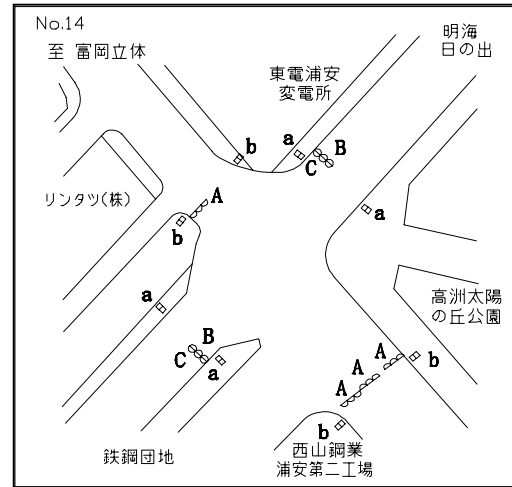 No.14
至 富岡立体
明海
日の出
東電浦安
変電所
b
a
B
C
A
リンタツ(株)
b
a
a
高洲太陽
の丘公園
B
C
a
A
A
A
b
b
鉄鋼団地
西山鋼業
浦安第二工場